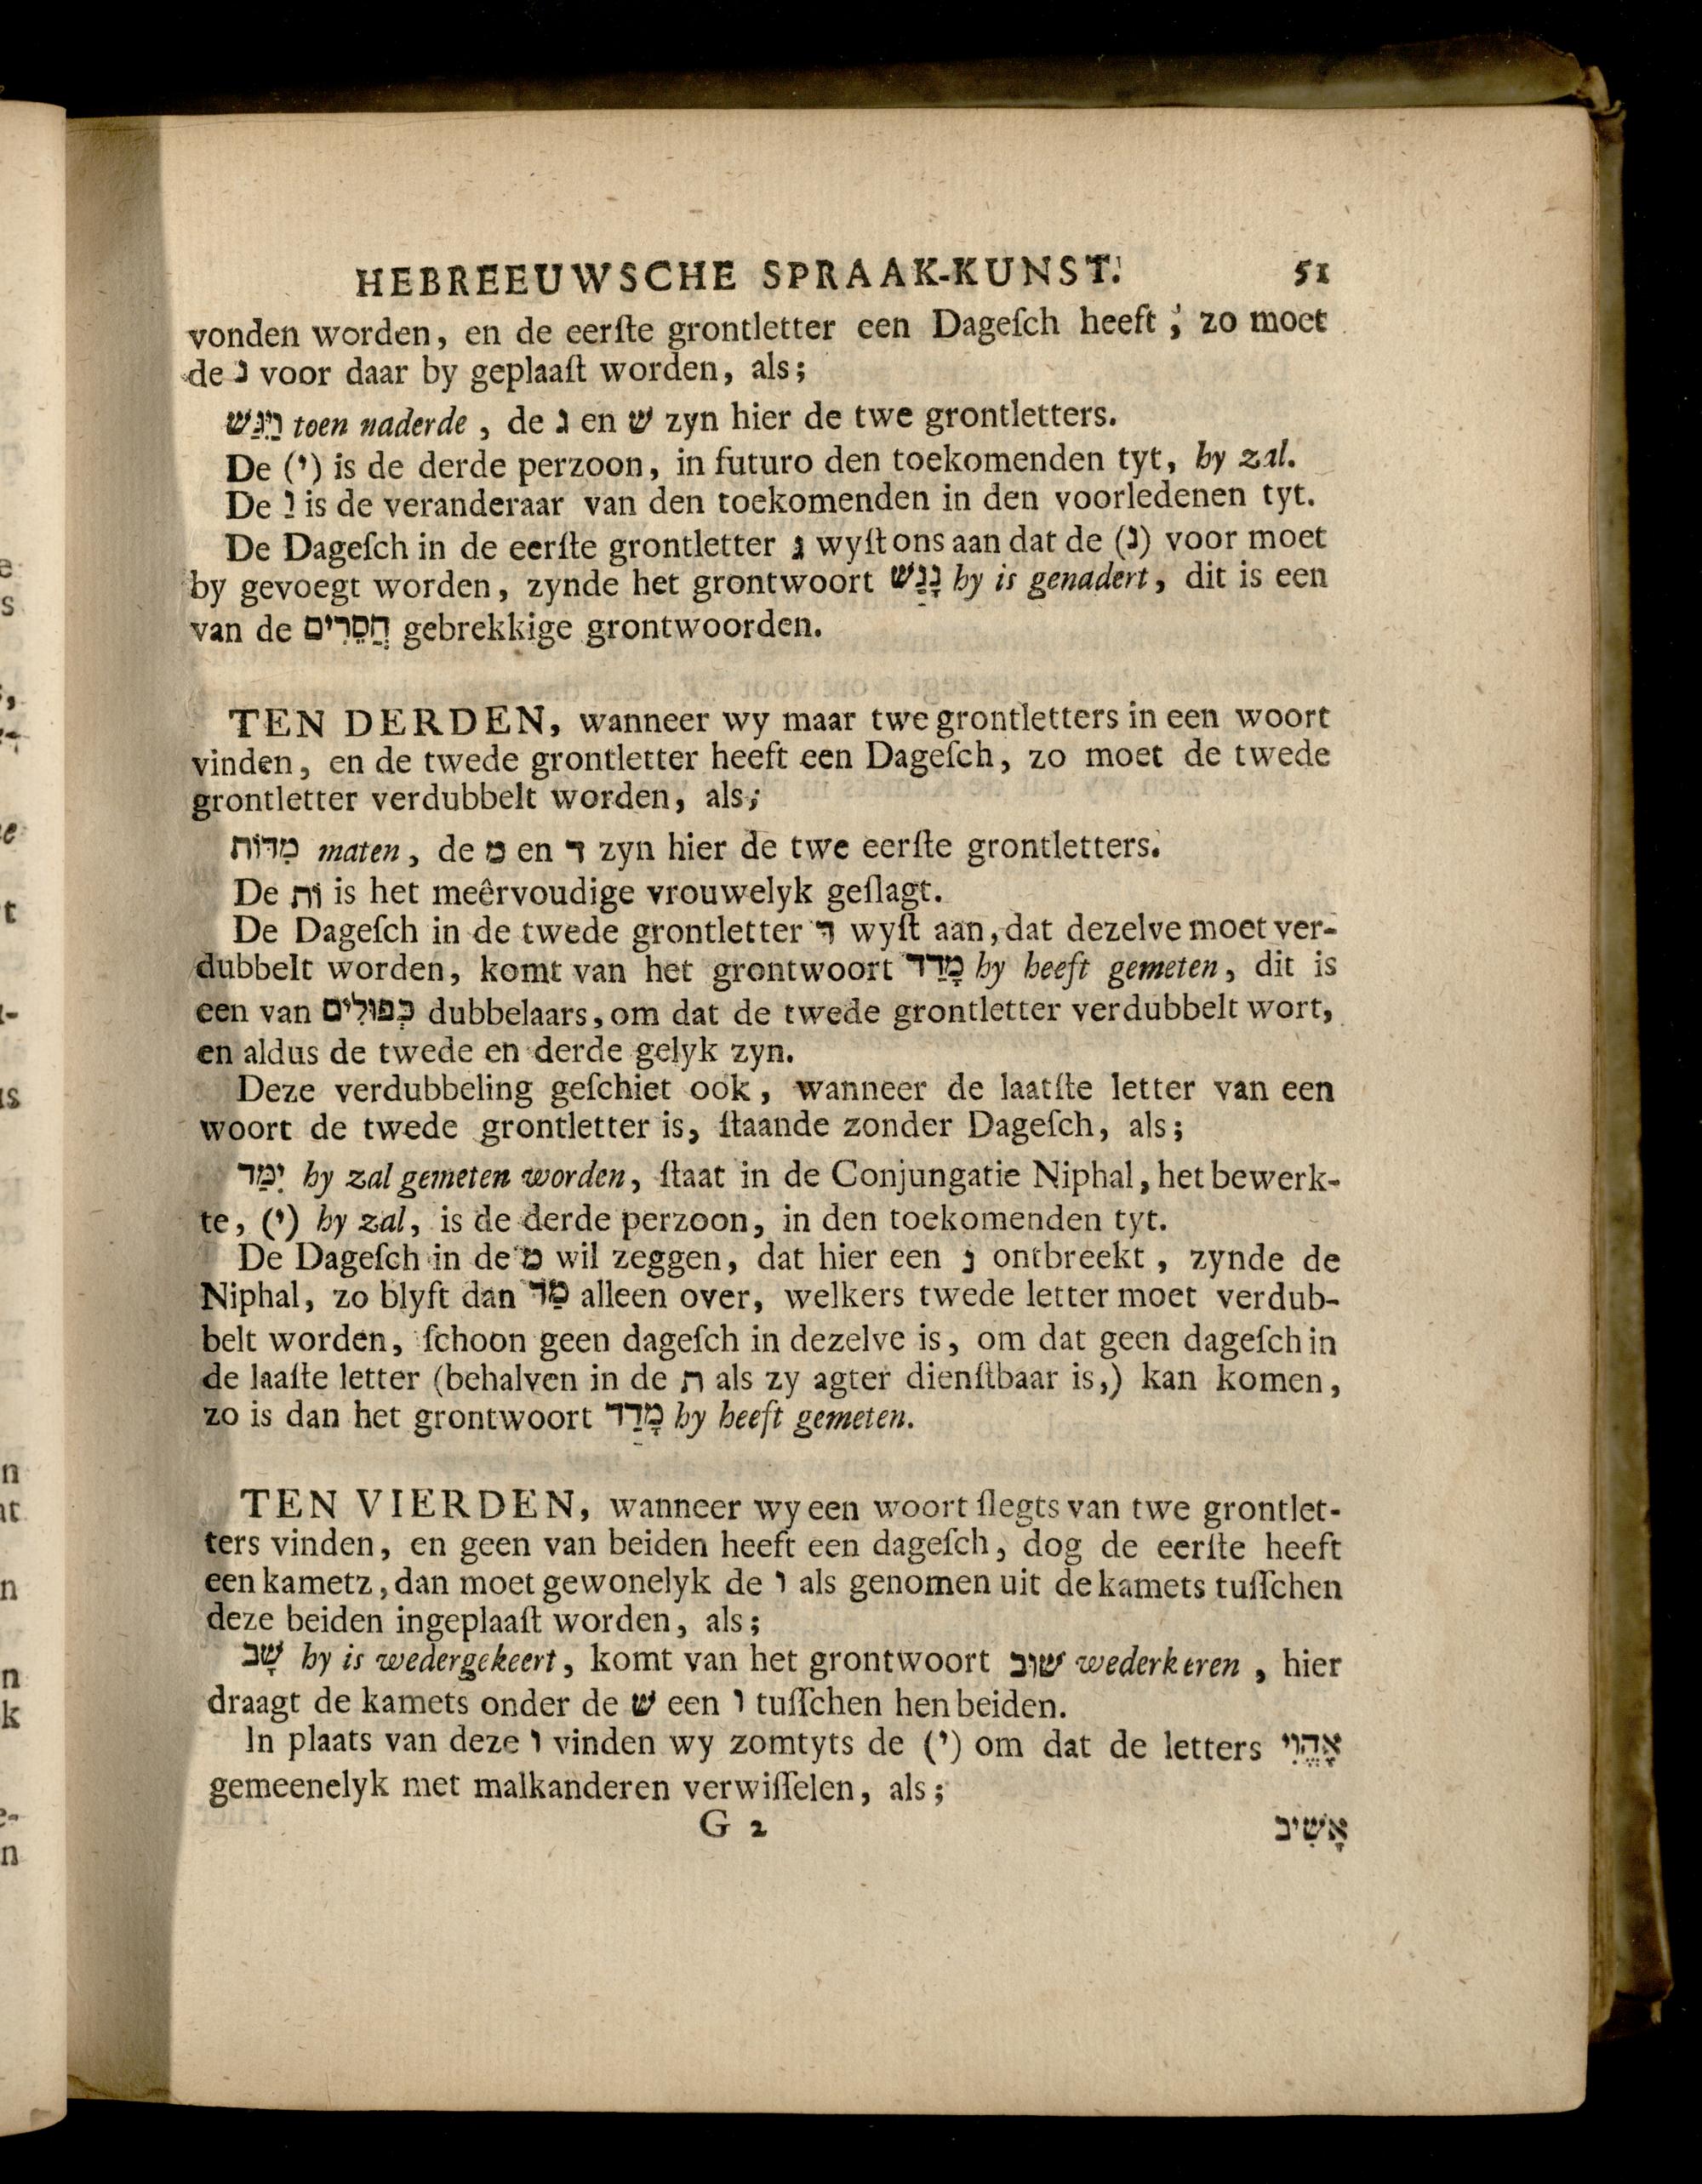 HEBREEUWSCHE SPRAAK-KUNST. 51
vonden worden, en de eerſte grontletter een Dageſch heeft; zo moet
de נ voor daar by geplaaſt worden, als;
וַיִּגַּשׁ toen naderde, de ג en שׁ zyn hier de twe grontletters.
De (י) is de derde perzoon, in futuro den toekomenden tyt, hy zal.
De וַ is de veranderaar van den toekomenden in den voorledenen tyt.
De Dageſch in de eerſte grontletter גּ wyſt ons aan dat de (נ) voor moet
by gevoegt worden, zynde het grontwoort נָגַשׁ hy is genadert, dit is een
van de חֲסֵרִים gebrekkige grontwoorden.
TEN DERDEN, wanneer wy maar twe grontletters in een woort
vinden, en de twede grontletter heeft een Dageſch, zo moet de twede
grontletter verdubbelt worden, als;
מִדּוֹת maten, de מ en ד zyn hier de twe eerſte grontletters.
De וֹת is het meêrvoudige vrouwelyk geſlagt.
De Dageſch in de twede grontletter דּ wyſt aan, dat dezelve moet ver-
dubbelt worden, komt van het grontwoort מָדַד hy heeft gemeten, dit is
een van כְּפוּלִים dubbelaars, om dat de twede grontletter verdubbelt wort,
en aldus de twede en derde gelyk zyn.
Deze verdubbeling geſchiet ook, wanneer de laatſte letter van een
woort de twede grontletter is, ſtaande zonder Dageſch, als;
יִמַּד hy zal gemeten worden, ſtaat in de Conjungatie Niphal, het bewerk-
te, (י) hy zal, is de derde perzoon, in den toekomenden tyt.
De Dageſch in de מּ wil zeggen, dat hier een נ ontbreekt, zynde de
Niphal, zo blyft dan מַד alleen over, welkers twede letter moet verdub-
belt worden, ſchoon geen dageſch in dezelve is, om dat geen dageſch in
de laaſte letter (behalven in de ת als zy agter dienſtbaar is,) kan komen,
zo is dan het grontwoort מָדַד hy heeft gemeten.
TEN VIERDEN, wanneer wy een woort ſlegts van twe grontlet-
ters vinden, en geen van beiden heeft een dageſch, dog de eerſte heeft
een kametz, dan moet gewonelyk de ו als genomen uit de kamets tuſſchen
deze beiden ingeplaaſt worden, als;
שָׁב hy is wedergekeert, komt van het grontwoort שׁוּב wederkeren, hier
draagt de kamets onder de שׁ een ו tuſſchen hen beiden.
In plaats van deze ו vinden wy zomtyts de (י) om dat de letters אָהֱוִי
gemeenelyk met malkanderen verwiſſelen, als;
G 2 אָשִׁיב